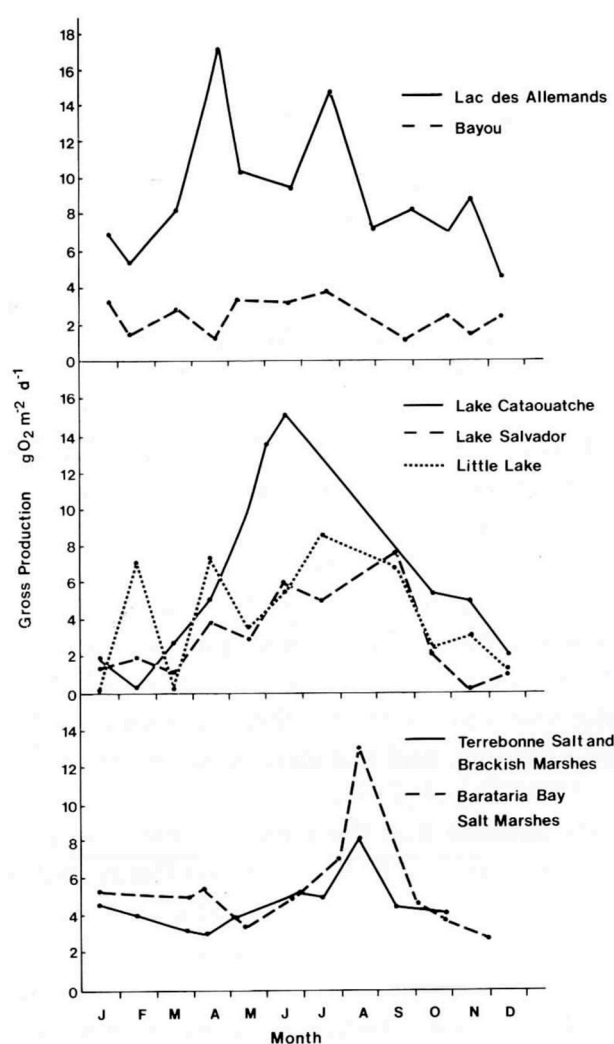 18
16
14
12
10
8
6
4
2
0
Lac des Allemands
Bayou
16
14
12
10
8
6
4
2
0
Lake Cataouatche
Lake Salvador
Little Lake
Gross Production gO2 m-2 d-1
14
12
10
8
6
4
2
0
Terrebonne Salt and
Brackish Marshes
Barataria Bay
Salt Marshes
J F M A M J J A S O N D
Month